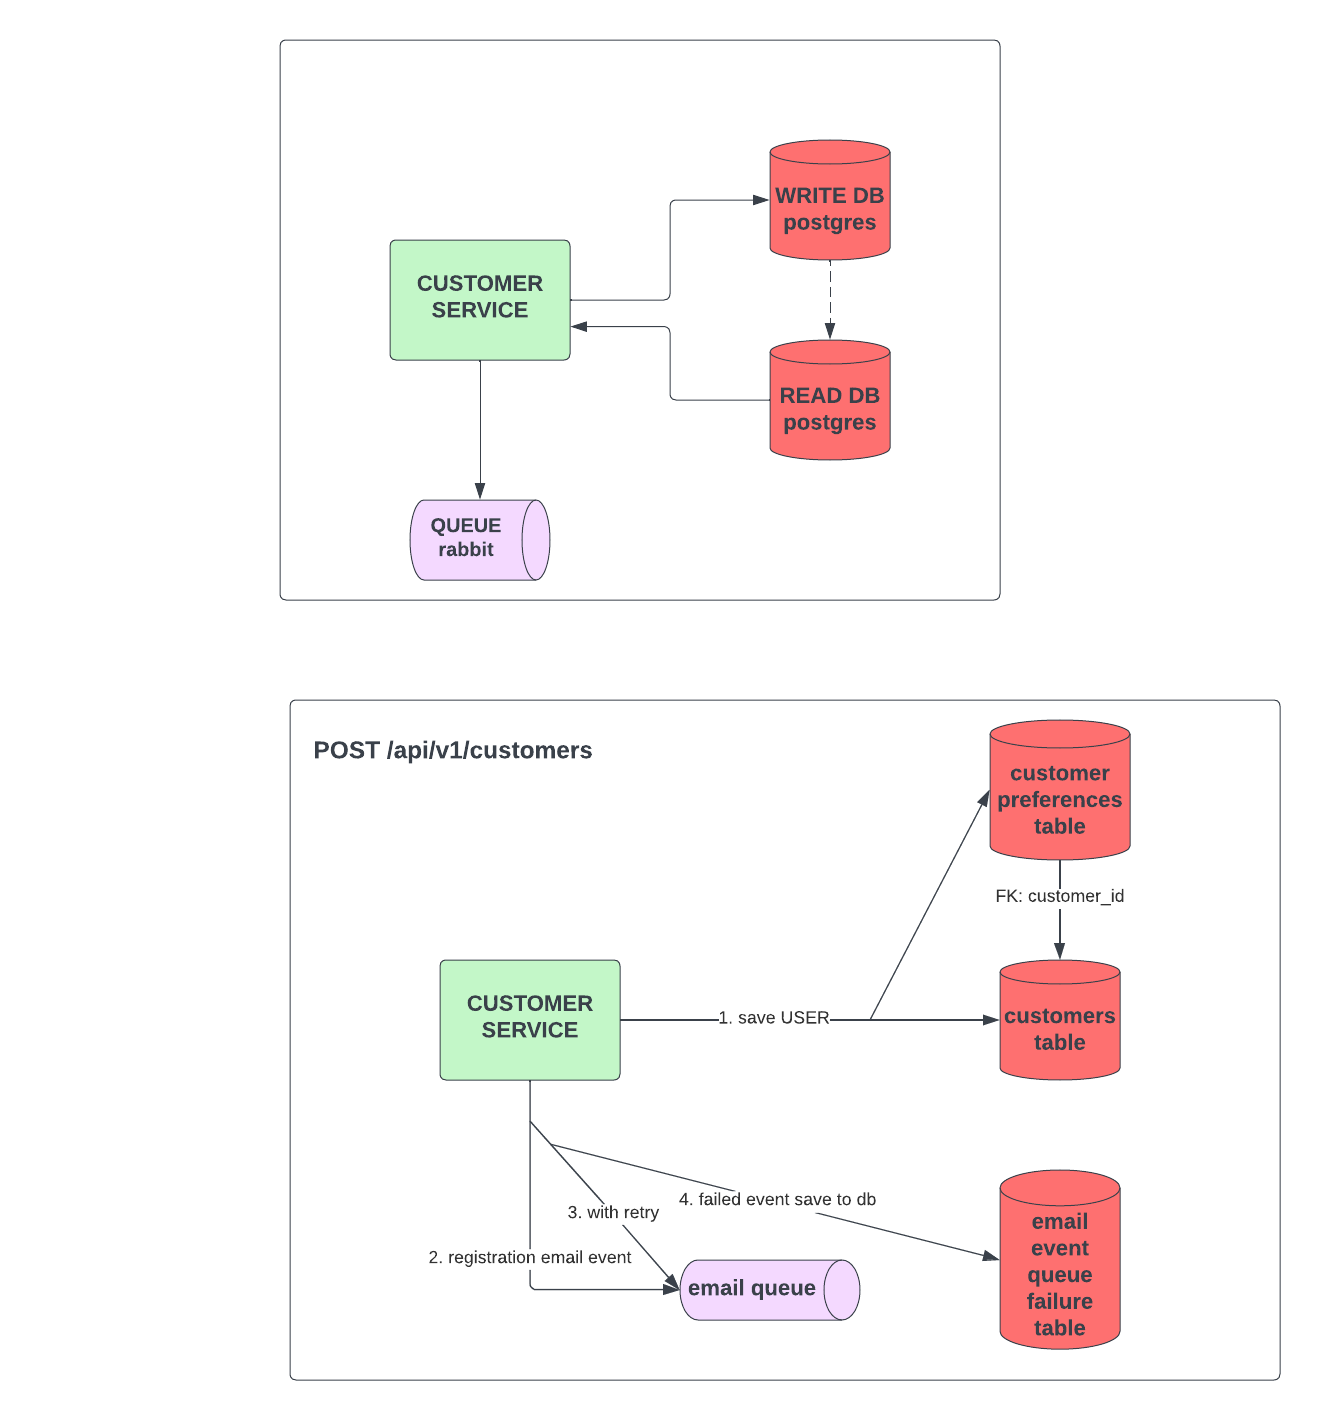 WRITE DB
postgres
CUSTOMER
SERVICE
READ DB
postgres
QUEUE
rabbit
POST /api/v1/customers
customer
preferences
table
FK: customer_id
CUSTOMER
SERVICE
1. save USER
customers
table
4. failed event save to db
3. with retry
2. registration email event
email queue
email
event
queue
failure
table